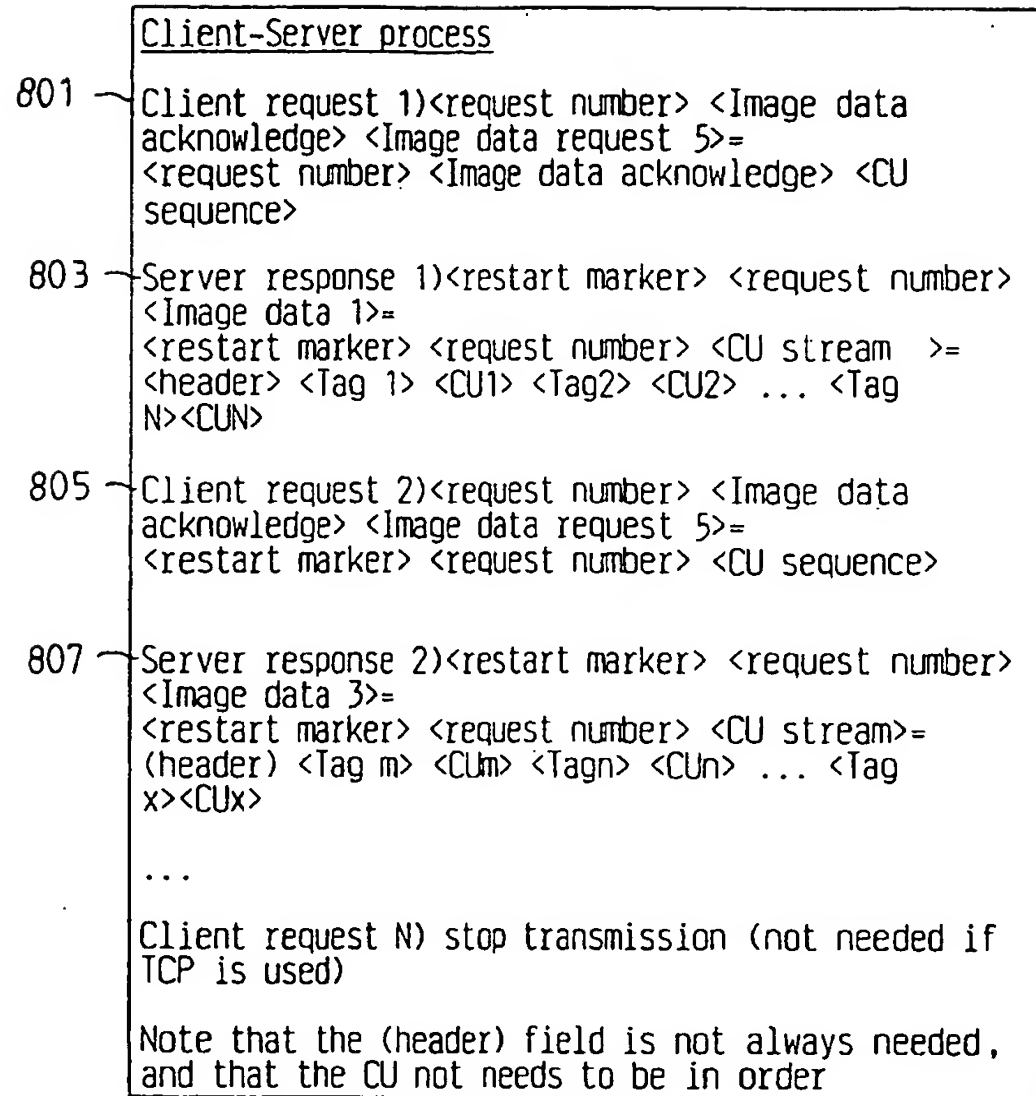 Client-Server process
801
Client request 1)<request number> <Image data
acknowledge> <Image data request 5>=
<request number> <Image data acknowledge> <CU
sequence>
803
Server response 1)<restart marker> <request number>
<Image data 1>=
<restart marker> <request number> <CU stream >=
<header> <Tag 1> <CU1> <Tag2> <CU2> ... <Tag
N><CUN>
805
Client request 2)<request number> <Image data
acknowledge> <Image data request 5>=
<restart marker> <request number> <CU sequence>
807
Server response 2)<restart marker> <request number>
<Image data 3>=
<restart marker> <request number> <CU stream>=
(header) <Tag m> <CUm> <Tagn> <CUn> ... <Tag
x><CUx>
...
Client request N) stop transmission (not needed if
TCP is used)
Note that the (header) field is not always needed,
and that the CU not needs to be in order